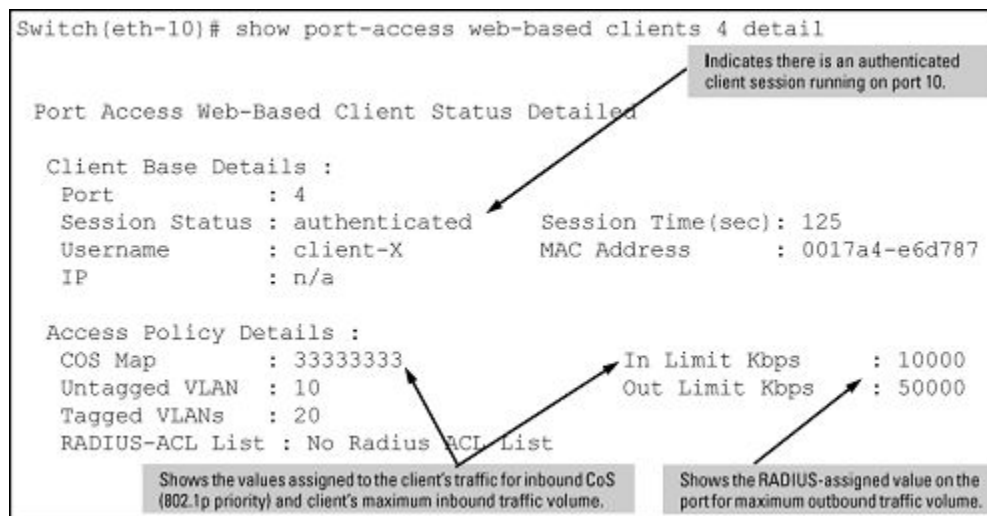 Switch(eth-10)# show port-access web-based clients 4 detail
Indicates there is an authenticated
client session running on port 10.
Port Access Web-Based Client Status Detailed
Client Base Details :
Port : 4
Session Status : authenticated Session Time(sec): 125
Username : client-X MAC Address : 0017a4-e6d787
IP : n/a
Access Policy Details :
COS Map : 33333333 In Limit Kbps : 10000
Untagged VLAN : 10 Out Limit Kbps : 50000
Tagged VLANs : 20
RADIUS-ACL List : No Radius ACL List
Shows the values assigned to the client's traffic for inbound CoS
(802.1p priority) and client's maximum inbound traffic volume.
Shows the RADIUS-assigned value on the
port for maximum outbound traffic volume.